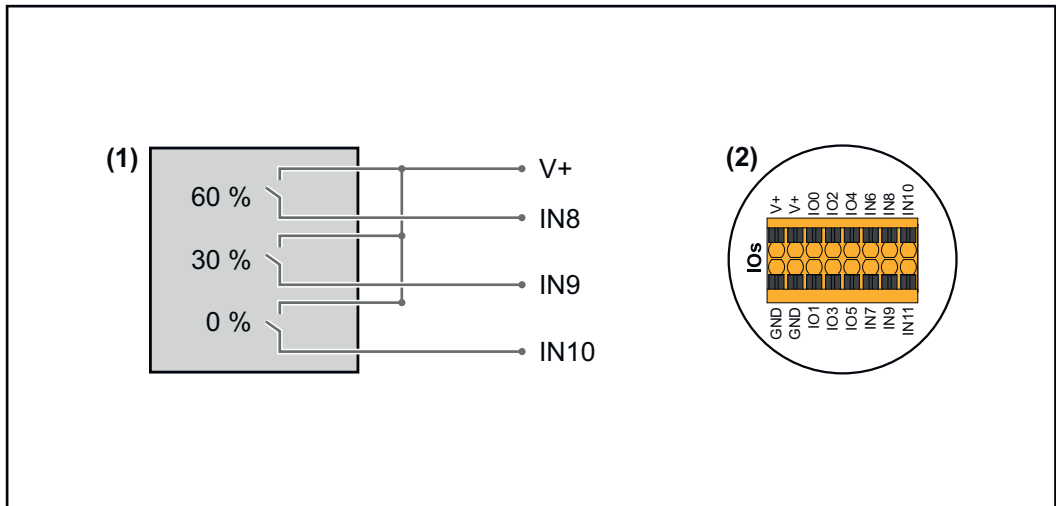 (1)
60 %
30 %
0 %
V+
IN8
IN9
IN10
(2)
IOs
V+ V+ IO0 IO2 IO4 IN6 IN8 IN10
GND GND IO1 IO3 IO5 IN7 IN9 IN11